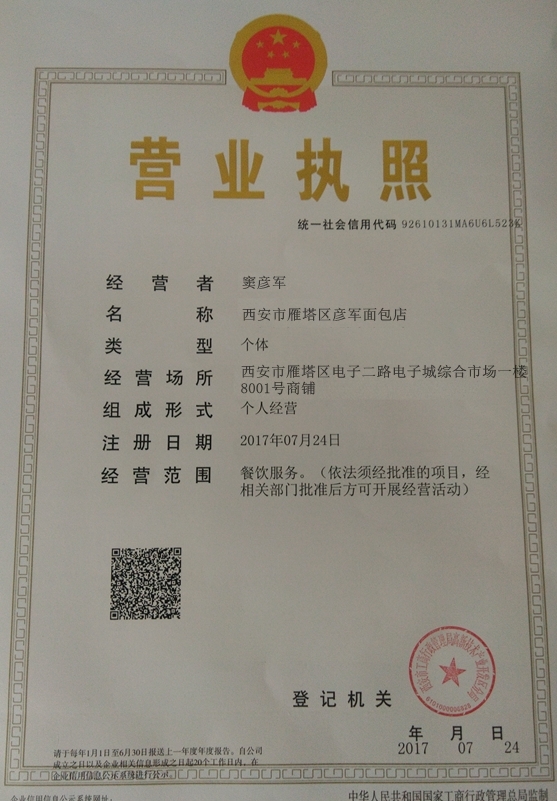 营业执照
统一社会信用代码 92610131MA6U6L523K
经营者 窦彦军
名称 西安市雁塔区彦军面包店
类型 个体
经营场所 西安市雁塔区电子二路电子城综合市场一楼
8001号商铺
组成形式 个人经营
注册日期 2017年07月24日
经营范围 餐饮服务。（依法须经批准的项目，经
相关部门批准后方可开展经营活动）
登记机关
年 月 日
2017 07 24
请于每年1月1日至6月30日报送上一年度年度报告。自公司
成立之日以及企业相关信息形成之日起20个工作日内，在
企业信用信息公示系统进行公示。
企业信用信息公示系统网址：
中华人民共和国国家工商行政管理总局监制